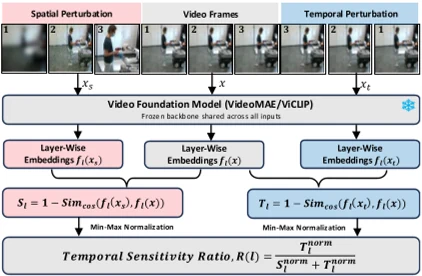 Spatial Perturbation
Video Frames
Temporal Perturbation
1 2 3 1 2 3 3 2 1
x_s
x
x_t
Video Foundation Model (VideoMAE/ViCLIP)
Frozen backbone shared across all inputs
Layer-Wise
Embeddings f_l(x_s)
Layer-Wise
Embeddings f_l(x)
Layer-Wise
Embeddings f_l(x_t)
S_l = 1 − Sim_cos(f_l(x_s), f_l(x))
T_l = 1 − Sim_cos(f_l(x_t), f_l(x))
Min-Max Normalization
Min-Max Normalization
Temporal Sensitivity Ratio, R(l) = T_l^norm / (S_l^norm + T_l^norm)